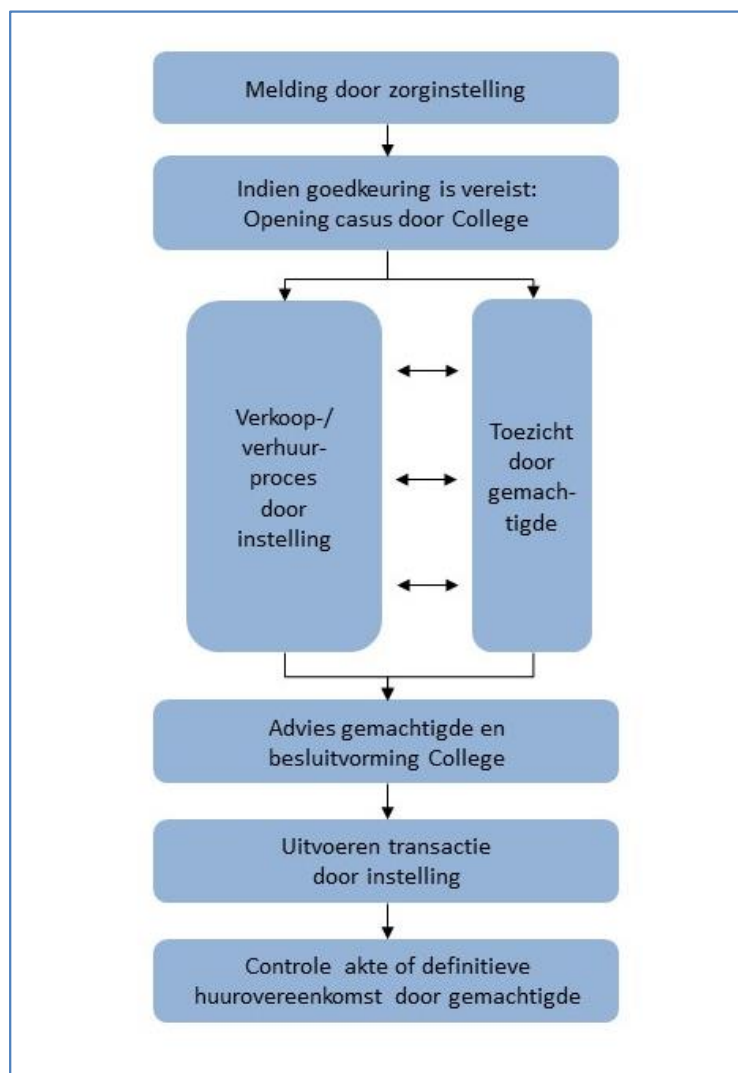 Melding door zorginstelling
Indien goedkeuring is vereist:
Opening casus door College
Verkoop-/
verhuur-
proces
door
instelling
Toezicht
door
gemach-
tigde
Advies gemachtigde en
besluitvorming College
Uitvoeren transactie
door instelling
Controle akte of definitieve
huurovereenkomst door gemachtigde